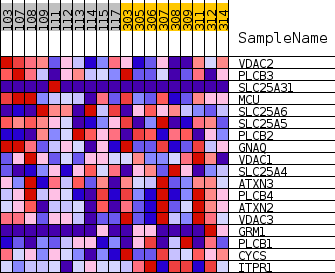 107 108 109 111 112 113 114 115 117 303 305 306 307 308 309 311 312 314
SampleName
VDAC2
PLCB3
SLC25A31
MCU
SLC25A6
SLC25A5
PLCB2
GNAQ
VDAC1
SLC25A4
ATXN3
PLCB4
ATXN2
VDAC3
GRM1
PLCB1
CYCS
ITPR1